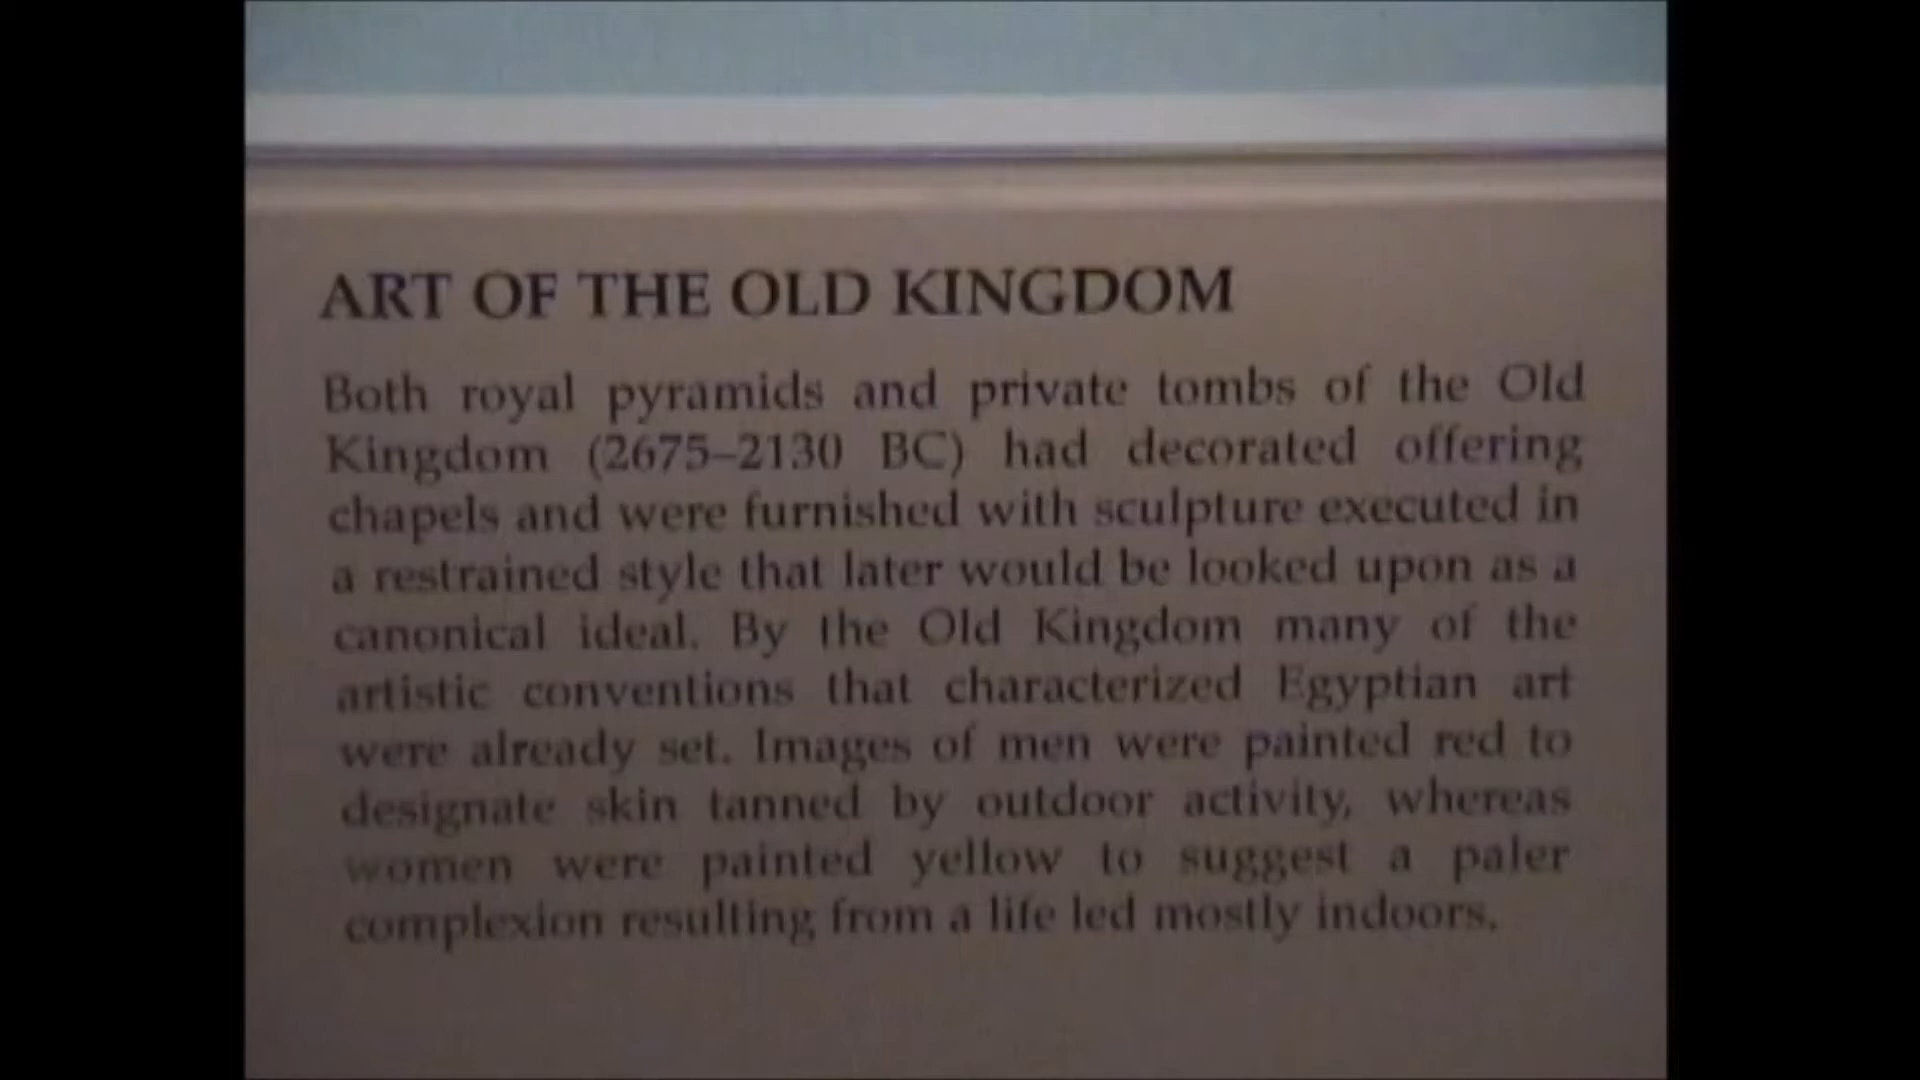 ART OF THE OLD KINGDOM
Both royal pyramids and private tombs of the Old
Kingdom (2675–2130 BC) had decorated offering
chapels and were furnished with sculpture executed in
a restrained style that later would be looked upon as a
canonical ideal. By the Old Kingdom many of the
artistic conventions that characterized Egyptian art
were already set. Images of men were painted red to
designate skin tanned by outdoor activity, whereas
women were painted yellow to suggest a paler
complexion resulting from a life led mostly indoors.